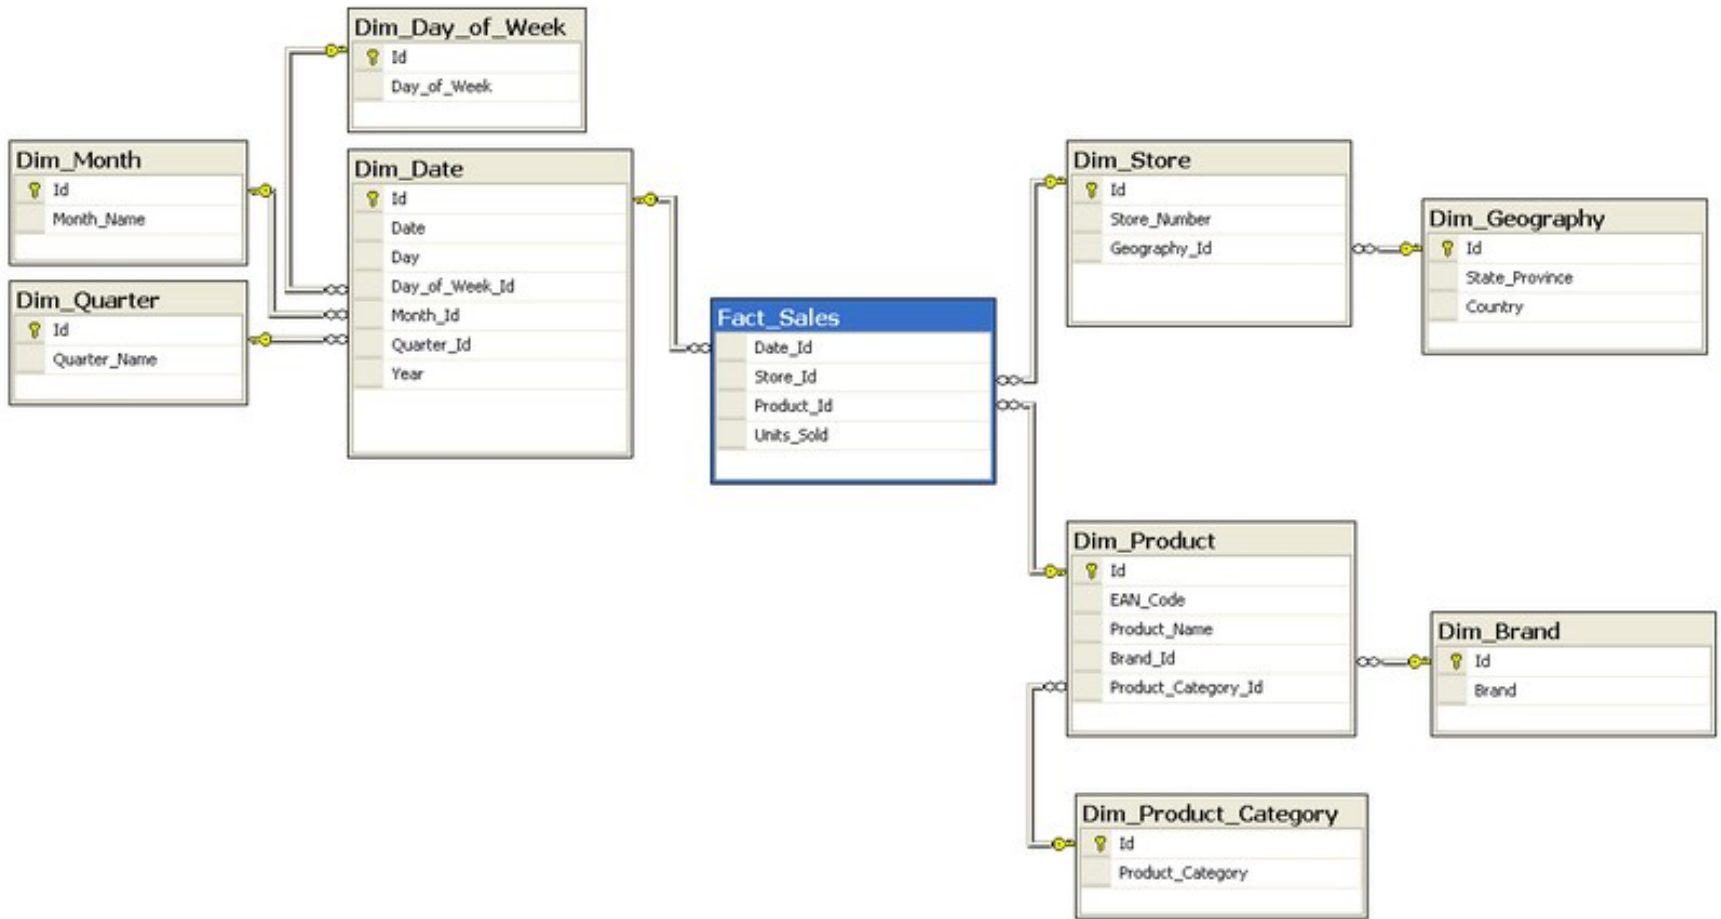 Dim_Day_of_Week
Id
Day_of_Week
Dim_Month
Id
Month_Name
Dim_Quarter
Id
Quarter_Name
Dim_Date
Id
Date
Day
Day_of_Week_Id
Month_Id
Quarter_Id
Year
Fact_Sales
Date_Id
Store_Id
Product_Id
Units_Sold
Dim_Store
Id
Store_Number
Geography_Id
Dim_Geography
Id
State_Province
Country
Dim_Product
Id
EAN_Code
Product_Name
Brand_Id
Product_Category_Id
Dim_Brand
Id
Brand
Dim_Product_Category
Id
Product_Category